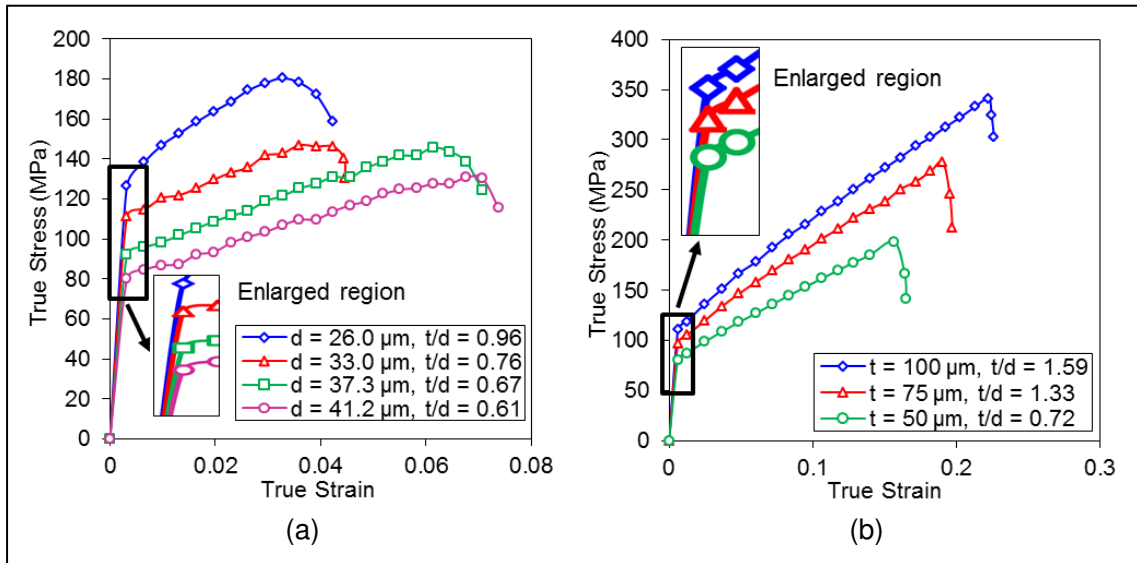 True Stress (MPa)
200
180
160
140
120
100
80
60
40
20
0
0
0.02
0.04
0.06
0.08
True Strain
Enlarged region
d = 26.0 µm, t/d = 0.96
d = 33.0 µm, t/d = 0.76
d = 37.3 µm, t/d = 0.67
d = 41.2 µm, t/d = 0.61
(a)
True Stress (MPa)
400
350
300
250
200
150
100
50
0
0
0.1
0.2
0.3
True Strain
Enlarged region
t = 100 µm, t/d = 1.59
t = 75 µm, t/d = 1.33
t = 50 µm, t/d = 0.72
(b)